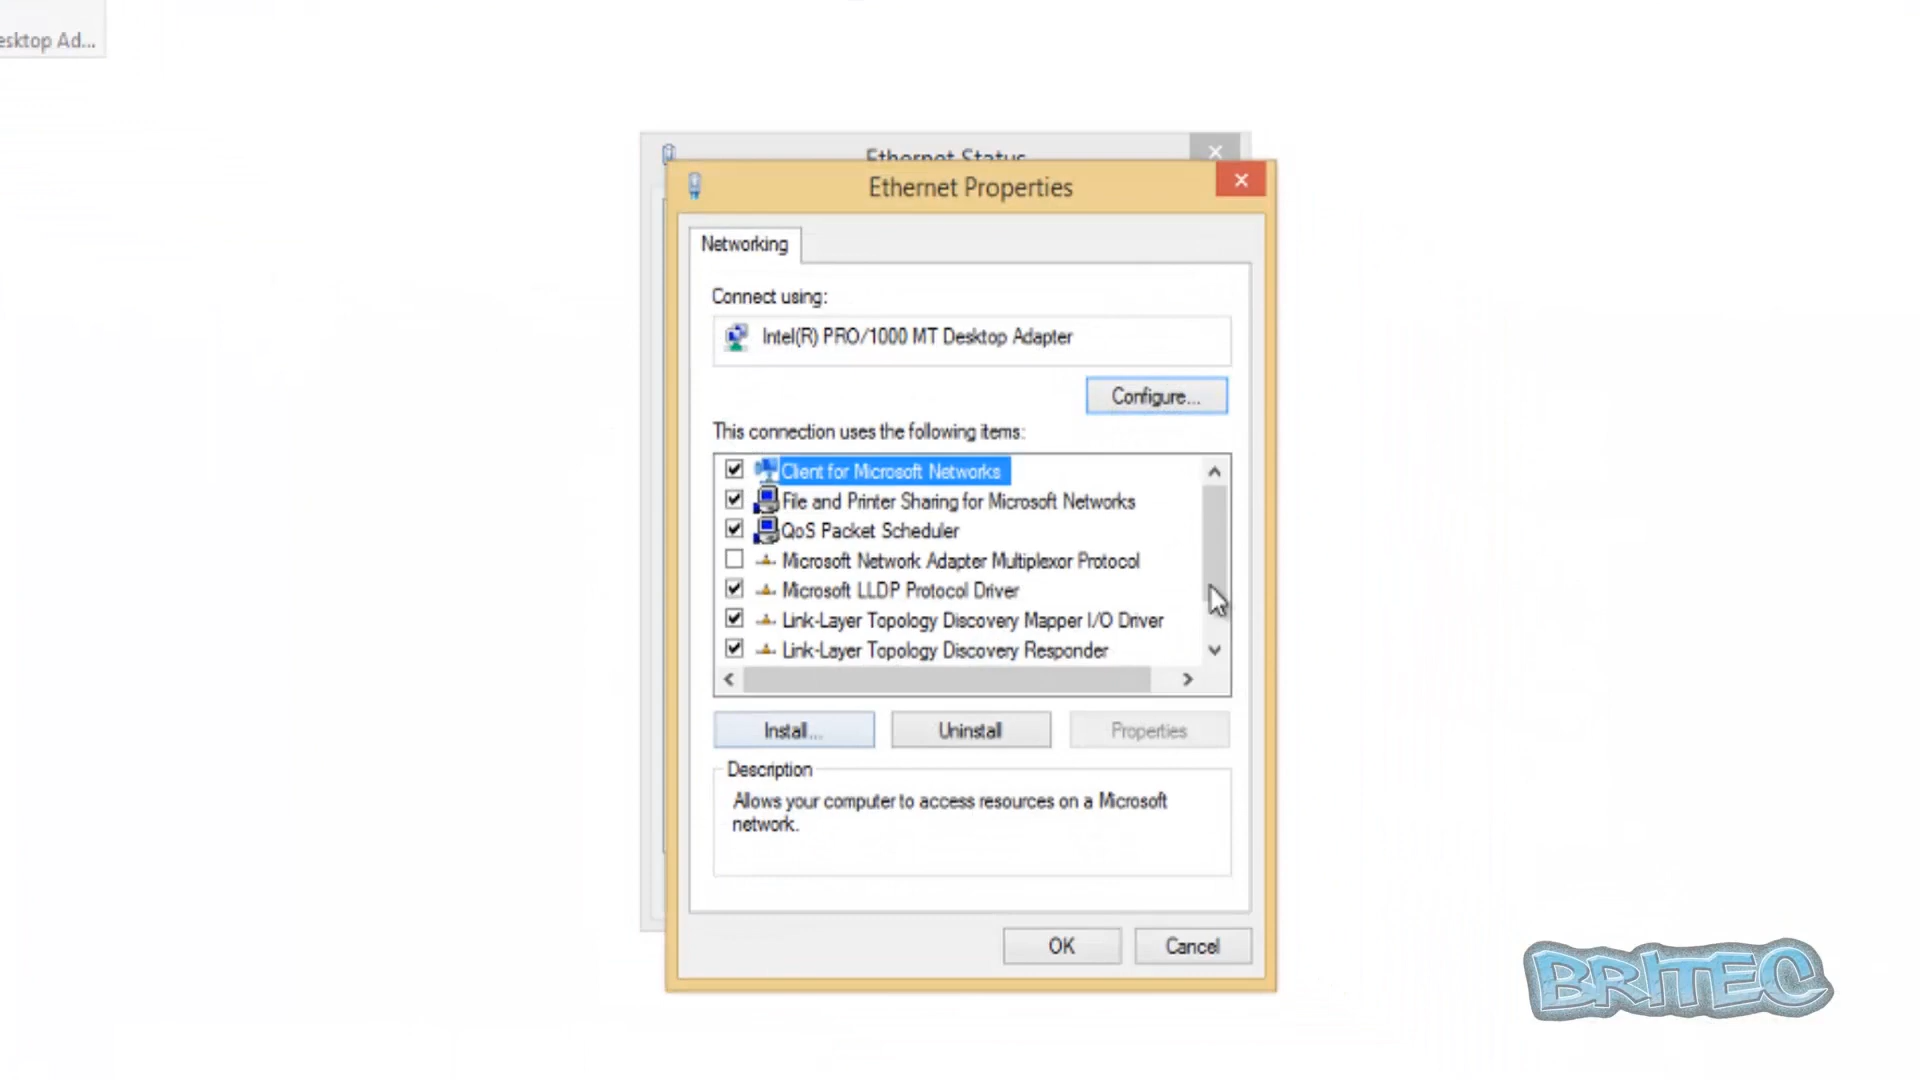 esktop Ad...
Ethernet Status
Ethernet Properties
Networking
Connect using:
Intel(R) PRO/1000 MT Desktop Adapter
Configure...
This connection uses the following items:
Client for Microsoft Networks
File and Printer Sharing for Microsoft Networks
QoS Packet Scheduler
Microsoft Network Adapter Multiplexor Protocol
Microsoft LLDP Protocol Driver
Link-Layer Topology Discovery Mapper I/O Driver
Link-Layer Topology Discovery Responder
Install...
Uninstall
Properties
Description
Allows your computer to access resources on a Microsoft
network.
OK
Cancel
BRITEC